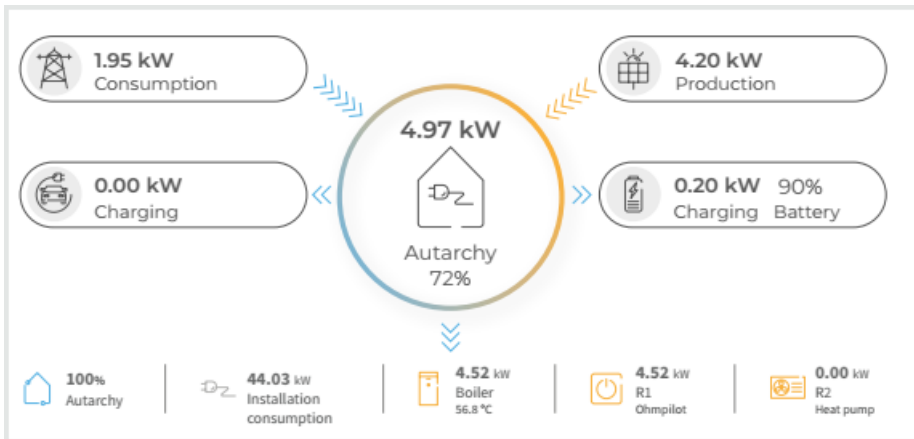 1.95 kW
Consumption
4.20 kW
Production
4.97 kW
0.00 kW
Charging
0.20 kW 90%
Charging Battery
Autarchy
72%
100%
Autarchy
44.03 kW
Installation
consumption
4.52 kW
Boiler
56.8 °C
4.52 kW
R1
Ohmpilot
0.00 kW
R2
Heat pump